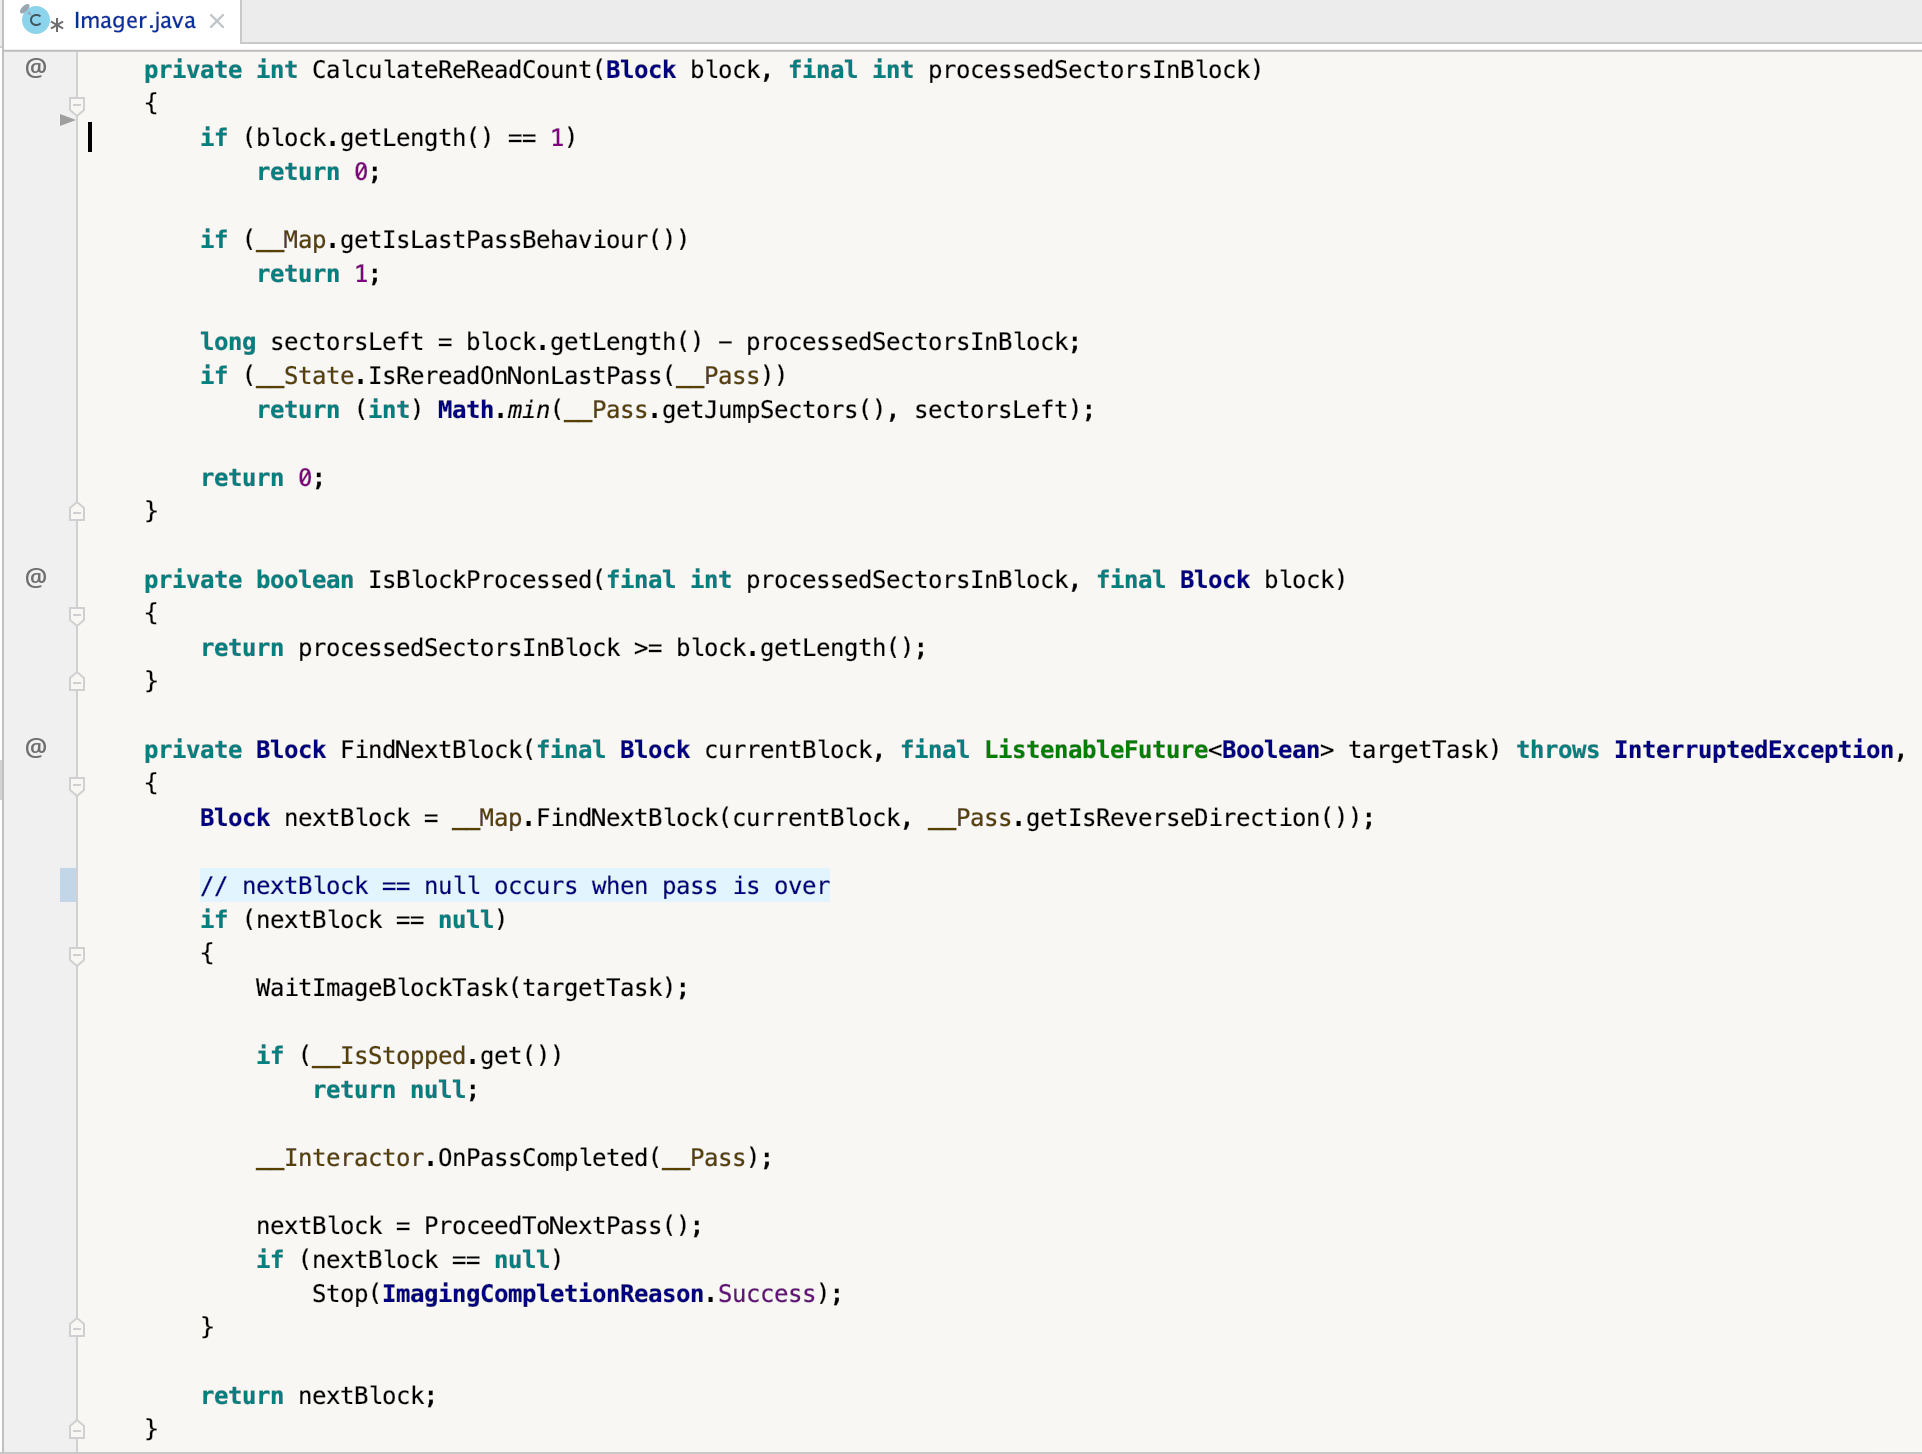 Imager.java
private int CalculateReReadCount(Block block, final int processedSectorsInBlock)
{
if (block.getLength() == 1)
return 0;
if (__Map.getIsLastPassBehaviour())
return 1;
long sectorsLeft = block.getLength() - processedSectorsInBlock;
if (__State.IsRereadOnNonLastPass(__Pass))
return (int) Math.min(__Pass.getJumpSectors(), sectorsLeft);
return 0;
}
private boolean IsBlockProcessed(final int processedSectorsInBlock, final Block block)
{
return processedSectorsInBlock >= block.getLength();
}
private Block FindNextBlock(final Block currentBlock, final ListenableFuture<Boolean> targetTask) throws InterruptedException,
{
Block nextBlock = __Map.FindNextBlock(currentBlock, __Pass.getIsReverseDirection());
// nextBlock == null occurs when pass is over
if (nextBlock == null)
{
WaitImageBlockTask(targetTask);
if (__IsStopped.get())
return null;
__Interactor.OnPassCompleted(__Pass);
nextBlock = ProceedToNextPass();
if (nextBlock == null)
Stop(ImagingCompletionReason.Success);
}
return nextBlock;
}